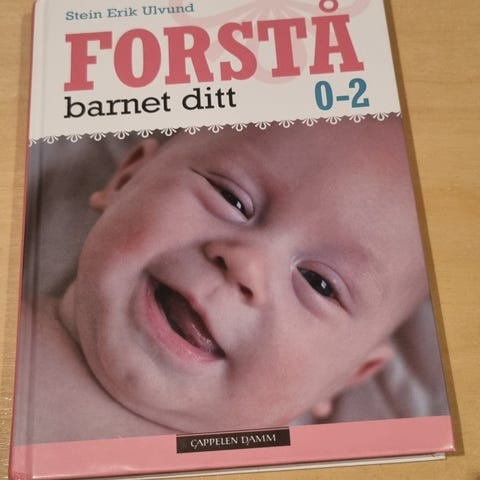 Stein Erik Ulvund
FORSTÅ
barnet ditt
0-2
CAPPELEN DAMM